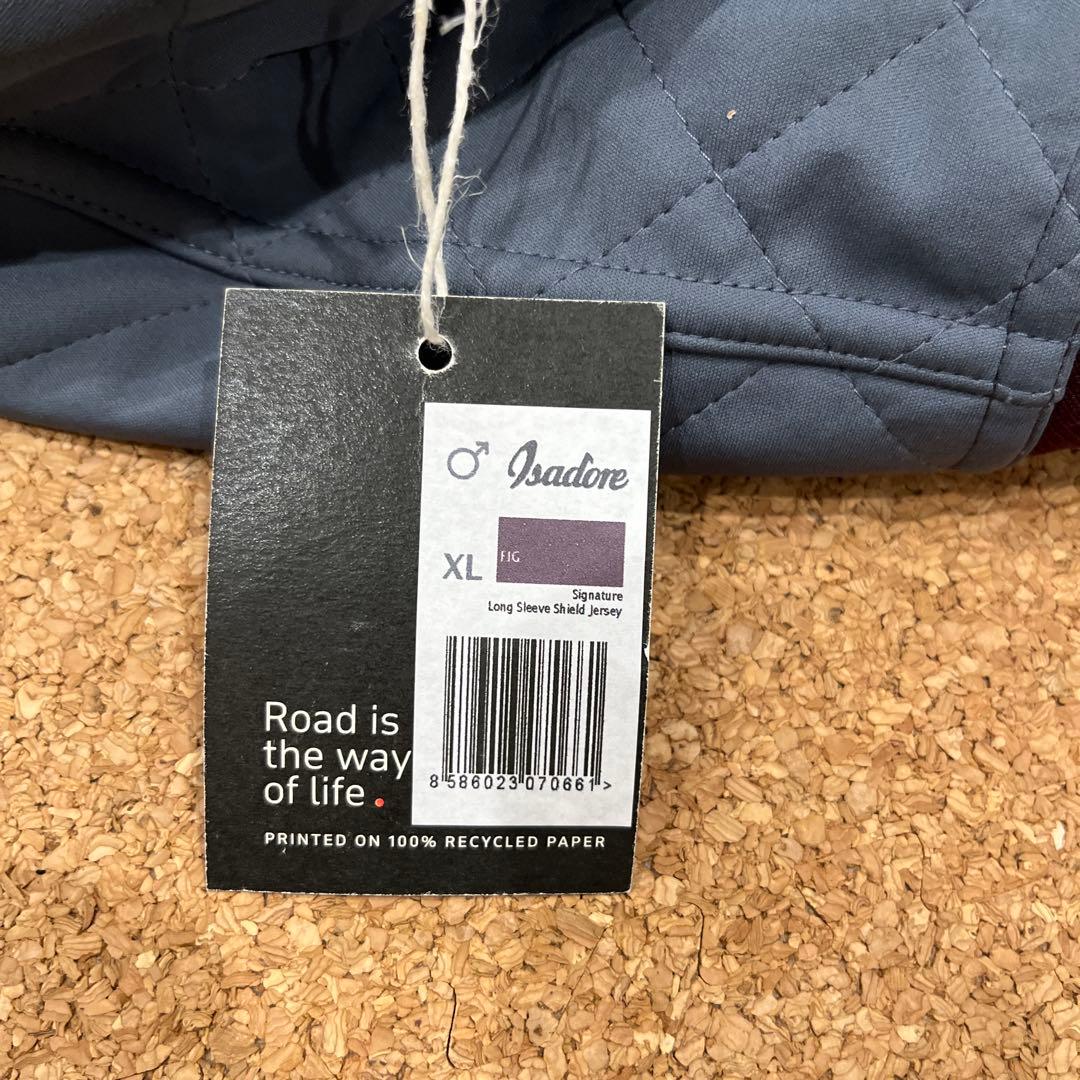 ♂ Isadore
XL FIG
Signature
Long Sleeve Shield Jersey
8 586023 070661 >
Road is
the way
of life.
PRINTED ON 100% RECYCLED PAPER